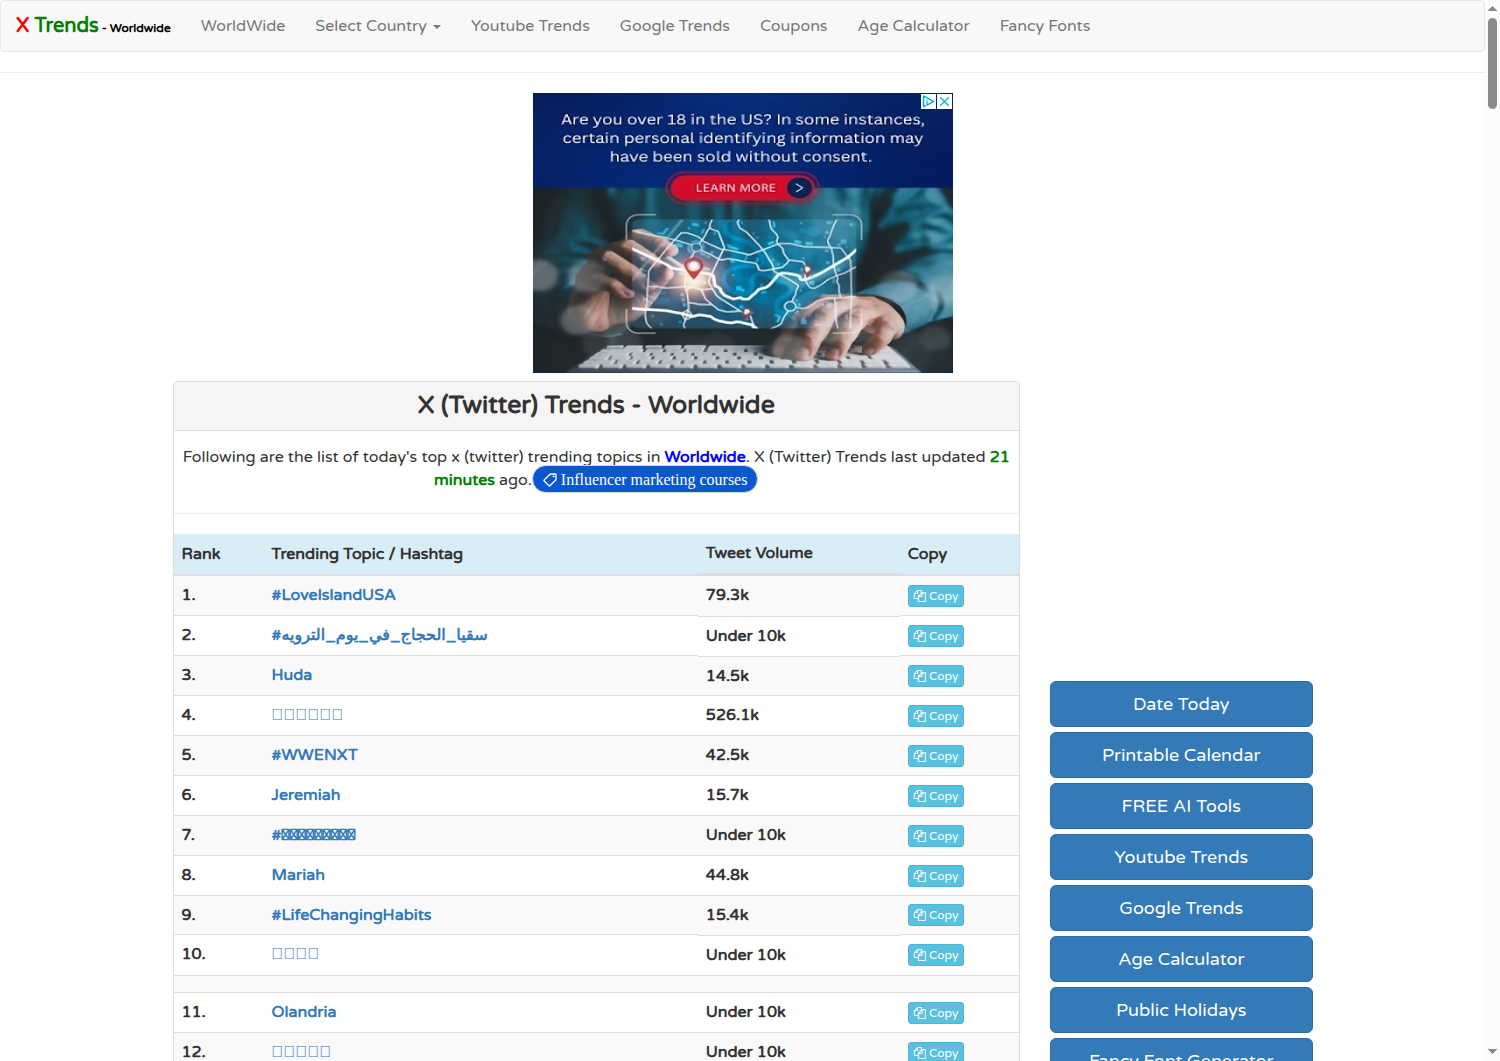 X Trends - Worldwide WorldWide Select Country Youtube Trends Google Trends Coupons Age Calculator Fancy Fonts
Are you over 18 in the US? In some instances,
certain personal identifying information may
have been sold without consent.
LEARN MORE >
X (Twitter) Trends - Worldwide
Following are the list of today's top x (twitter) trending topics in Worldwide. X (Twitter) Trends last updated 21
minutes ago. Influencer marketing courses
Rank Trending Topic / Hashtag Tweet Volume Copy
1. #LoveIslandUSA 79.3k Copy
2. #سقيا_الحجاج_في_يوم_الترويه Under 10k Copy
3. Huda 14.5k Copy
4. 526.1k Copy
5. #WWENXT 42.5k Copy
6. Jeremiah 15.7k Copy
7. # Under 10k Copy
8. Mariah 44.8k Copy
9. #LifeChangingHabits 15.4k Copy
10. Under 10k Copy
11. Olandria Under 10k Copy
12. Under 10k Copy
Date Today
Printable Calendar
FREE AI Tools
Youtube Trends
Google Trends
Age Calculator
Public Holidays
Fancy Font Generator